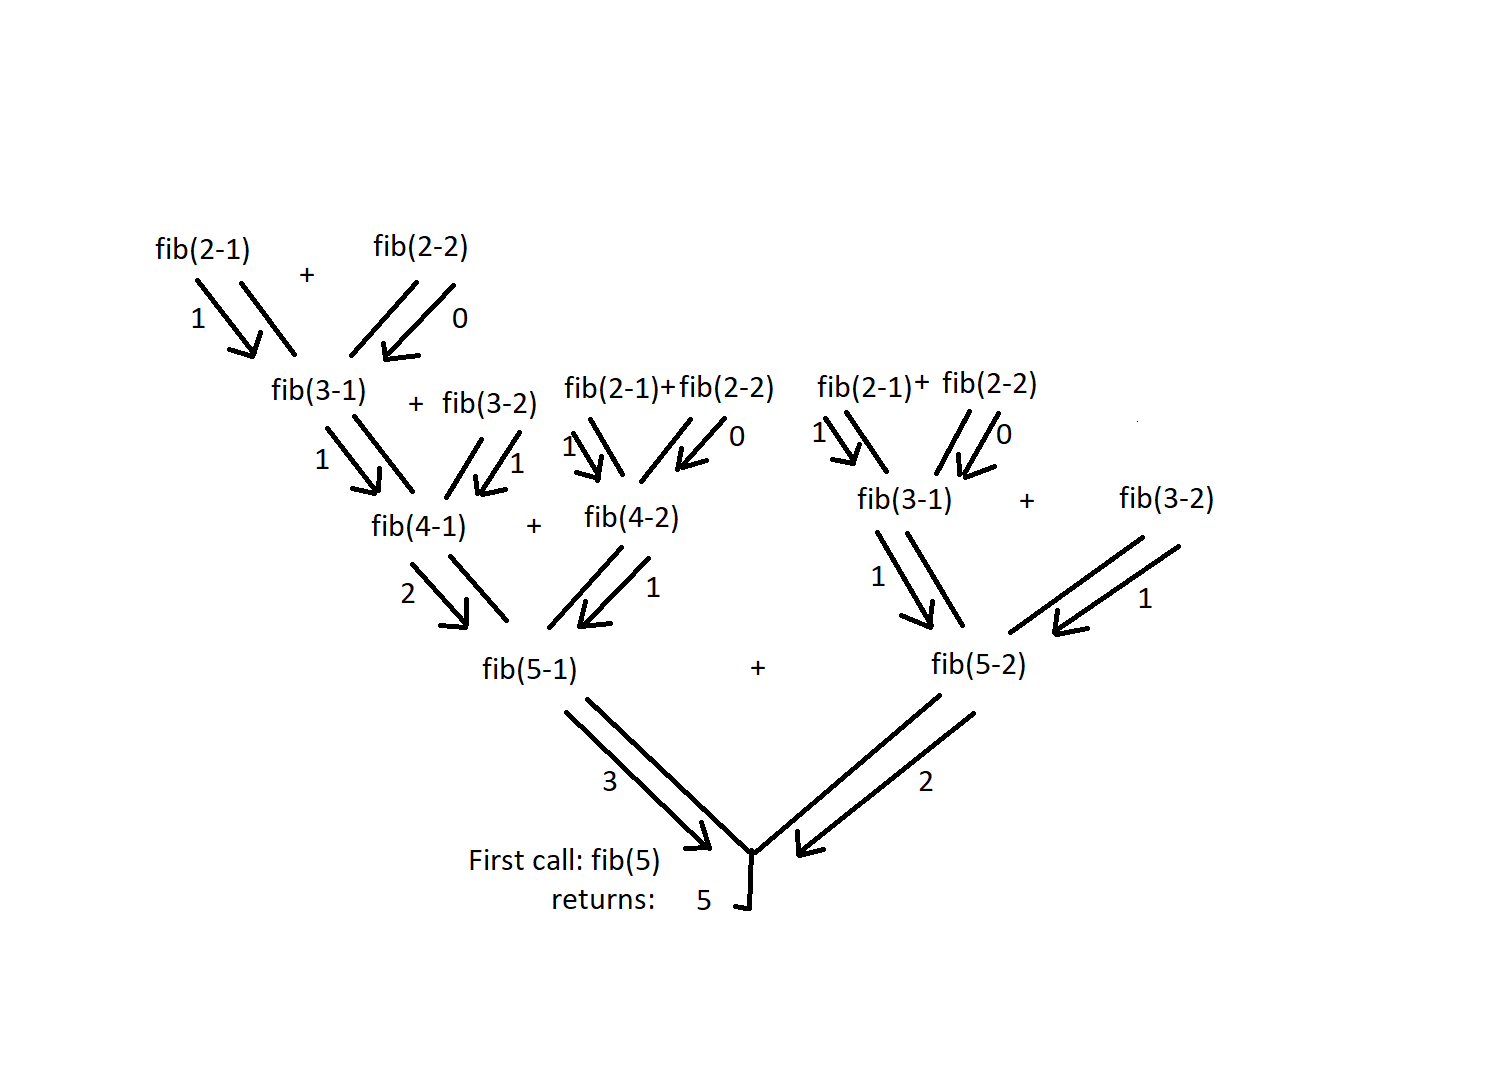 fib(2-1) + fib(2-2)
1 0
fib(3-1) + fib(3-2) fib(2-1)+fib(2-2) fib(2-1)+ fib(2-2)
1 1 1 0 1 0
fib(4-1) + fib(4-2) fib(3-1) + fib(3-2)
2 1 1 1
fib(5-1) + fib(5-2)
3 2
First call: fib(5)
returns: 5